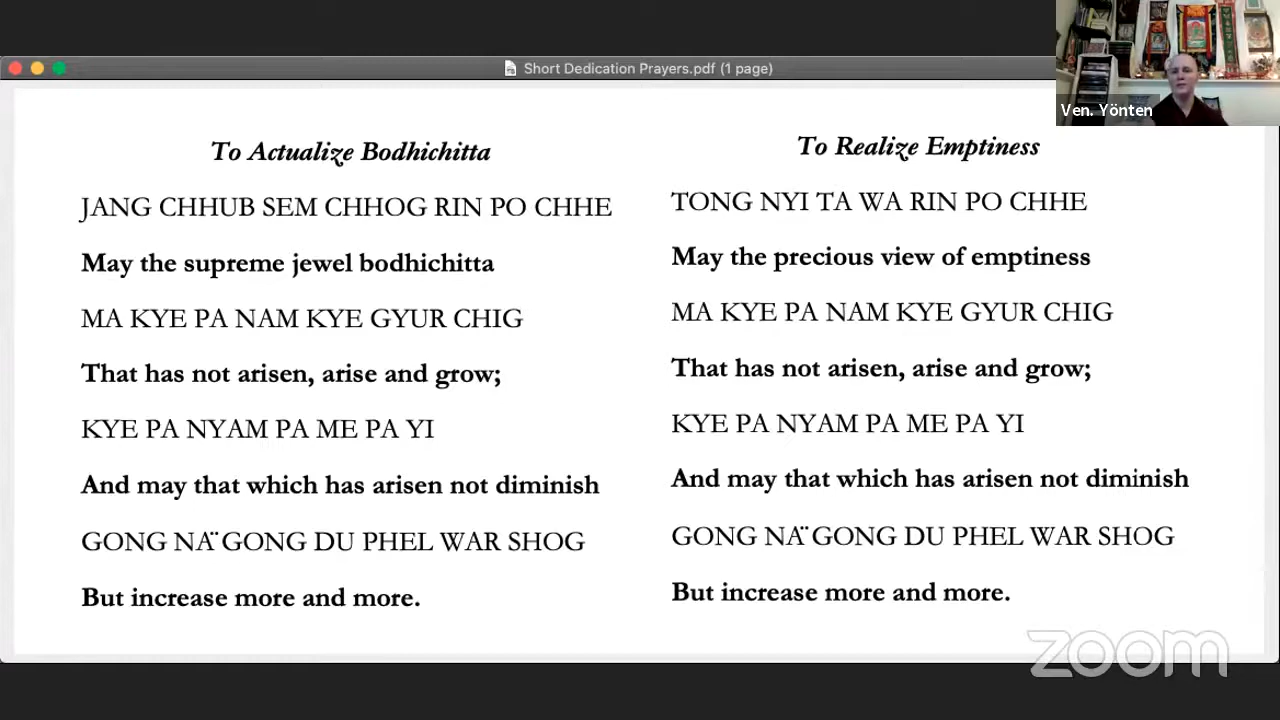 Short Dedication Prayers.pdf (1 page)
Ven. Yönten
To Actualize Bodhichitta
JANG CHHUB SEM CHHOG RIN PO CHHE
May the supreme jewel bodhichitta
MA KYE PA NAM KYE GYUR CHIG
That has not arisen, arise and grow;
KYE PA NYAM PA ME PA YI
And may that which has arisen not diminish
GONG NÄ GONG DU PHEL WAR SHOG
But increase more and more.
To Realize Emptiness
TONG NYI TA WA RIN PO CHHE
May the precious view of emptiness
MA KYE PA NAM KYE GYUR CHIG
That has not arisen, arise and grow;
KYE PA NYAM PA ME PA YI
And may that which has arisen not diminish
GONG NÄ GONG DU PHEL WAR SHOG
But increase more and more.
zoom